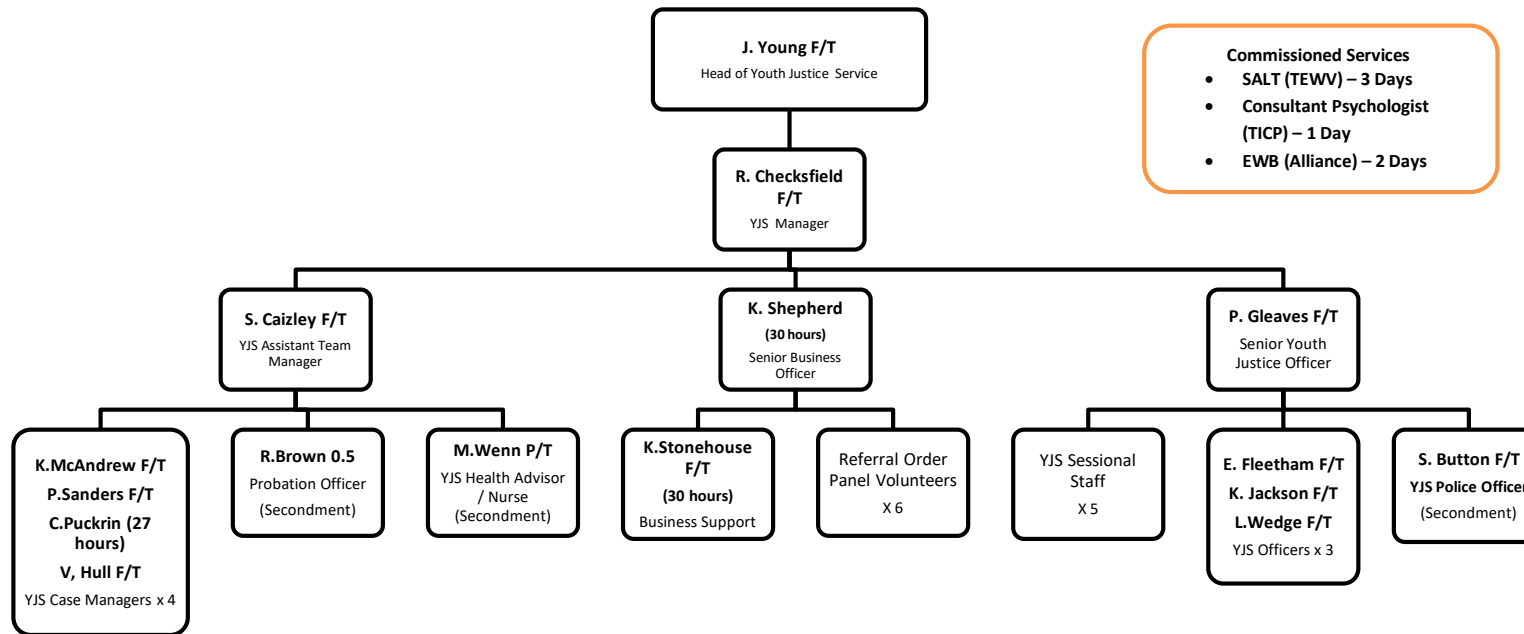 J. Young F/T
Head of Youth Justice Service
Commissioned Services
• SALT (TEWV) – 3 Days
• Consultant Psychologist
(TICP) – 1 Day
• EWB (Alliance) – 2 Days
R. Checksfield
F/T
YJS Manager
S. Caizley F/T
YJS Assistant Team
Manager
K. Shepherd
(30 hours)
Senior Business
Officer
P. Gleaves F/T
Senior Youth
Justice Officer
K.McAndrew F/T
P.Sanders F/T
C.Puckrin (27
hours)
V, Hull F/T
YJS Case Managers x 4
R.Brown 0.5
Probation Officer
(Secondment)
M.Wenn P/T
YJS Health Advisor
/ Nurse
(Secondment)
K.Stonehouse
F/T
(30 hours)
Business Support
Referral Order
Panel Volunteers
X 6
YJS Sessional
Staff
X 5
E. Fleetham F/T
K. Jackson F/T
L.Wedge F/T
YJS Officers x 3
S. Button F/T
YJS Police Officer
(Secondment)